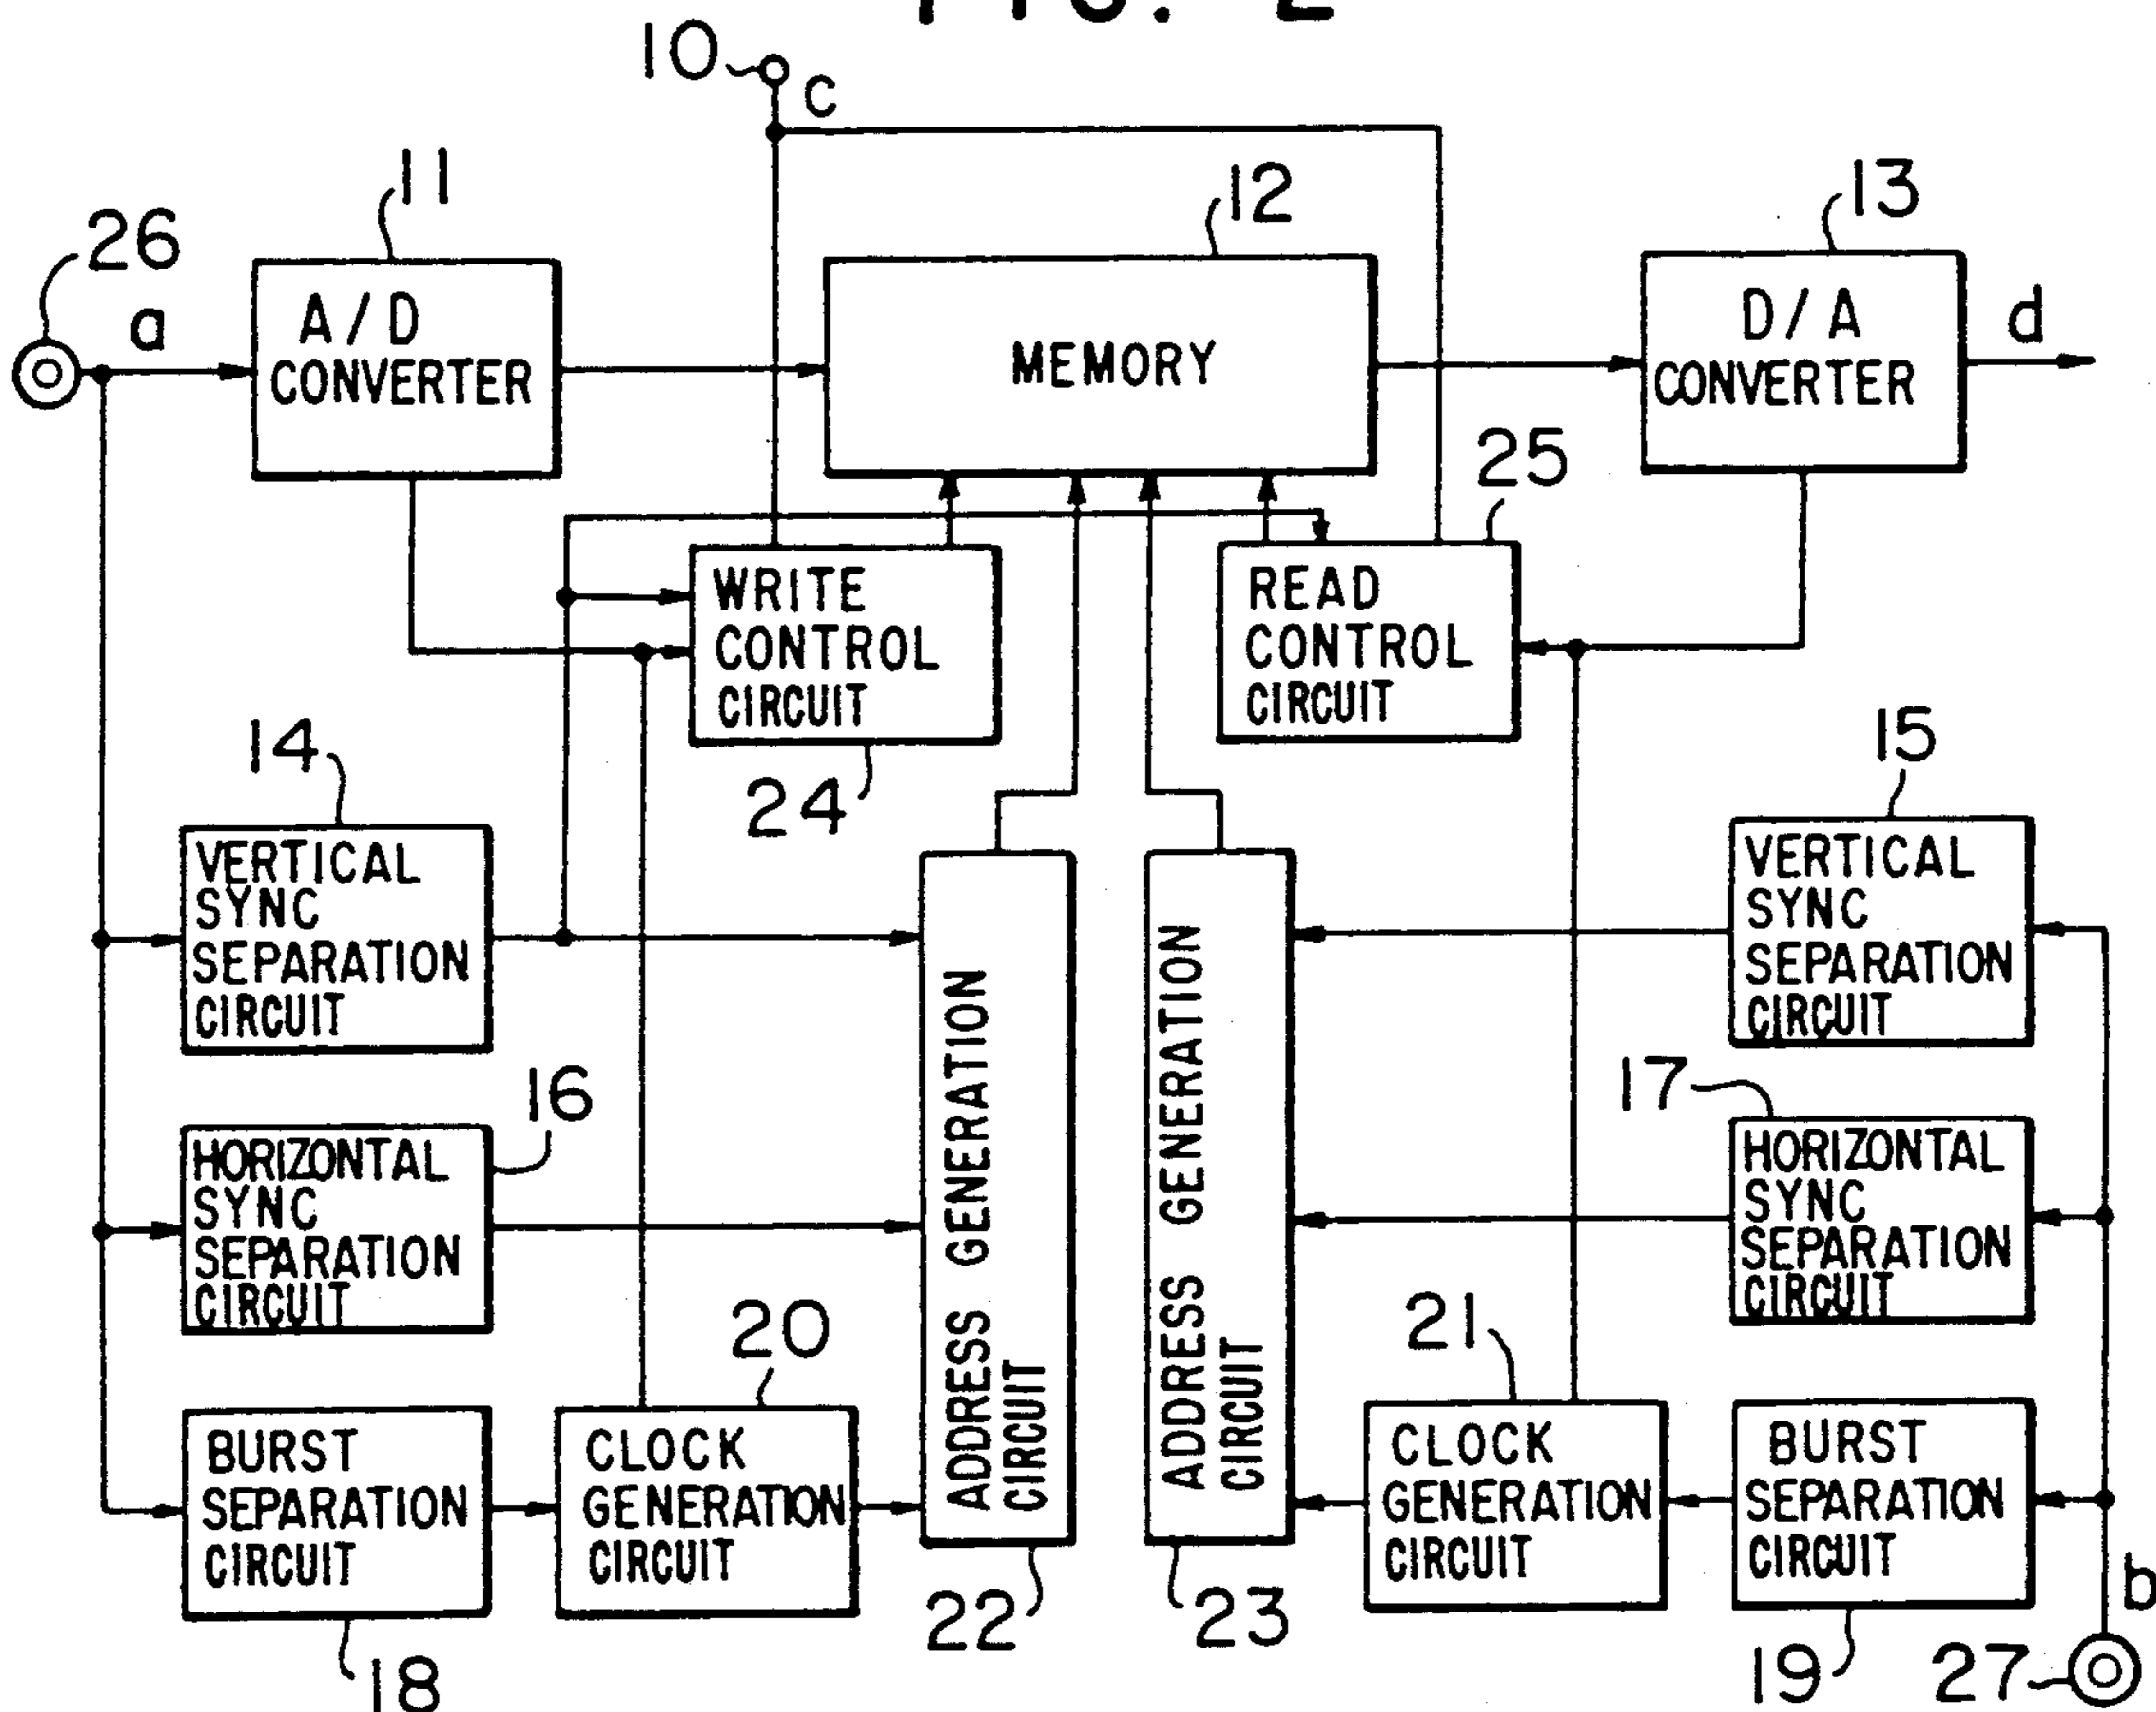 FIG. 2
10
c
11
12
13
26
a
A/D
CONVERTER
MEMORY
D/A
CONVERTER
d
25
WRITE
CONTROL
CIRCUIT
READ
CONTROL
CIRCUIT
14
24
15
VERTICAL
SYNC
SEPARATION
CIRCUIT
VERTICAL
SYNC
SEPARATION
CIRCUIT
16
17
HORIZONTAL
SYNC
SEPARATION
CIRCUIT
ADDRESS GENERATION
CIRCUIT
ADDRESS GENERATION
CIRCUIT
HORIZONTAL
SYNC
SEPARATION
CIRCUIT
20
21
BURST
SEPARATION
CIRCUIT
CLOCK
GENERATION
CIRCUIT
CLOCK
GENERATION
CIRCUIT
BURST
SEPARATION
CIRCUIT
b
18
22
23
19
27